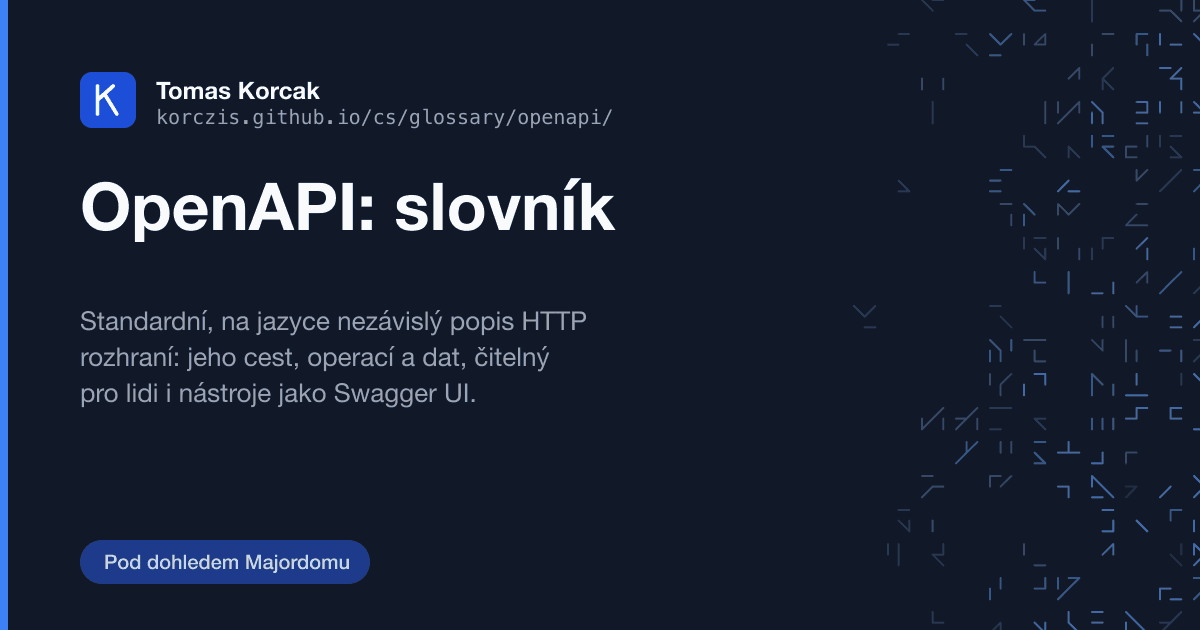 K
Tomas Korcak
korczis.github.io/cs/glossary/openapi/
OpenAPI: slovník
Standardní, na jazyce nezávislý popis HTTP
rozhraní: jeho cest, operací a dat, čitelný
pro lidi i nástroje jako Swagger UI.
Pod dohledem Majordomu